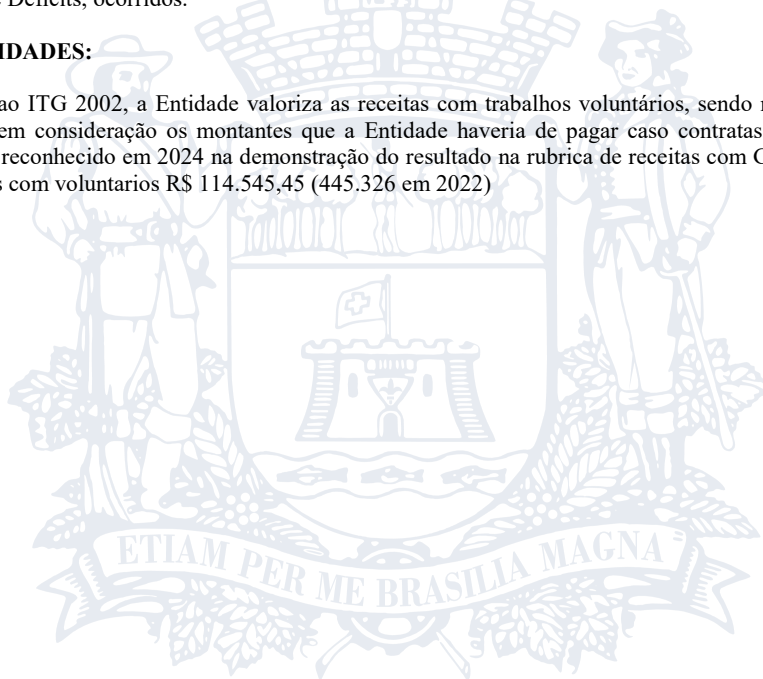 Déficits, ocorridos.
IDADES:
ao ITG 2002, a Entidade valoriza as receitas com trabalhos voluntários, sendo
em consideração os montantes que a Entidade haveria de pagar caso contratas
reconhecido em 2024 na demonstração do resultado na rubrica de receitas com
com voluntarios R$ 114.545,45 (445.326 em 2022)
ETIAM PER ME BRASILIA MAGNA